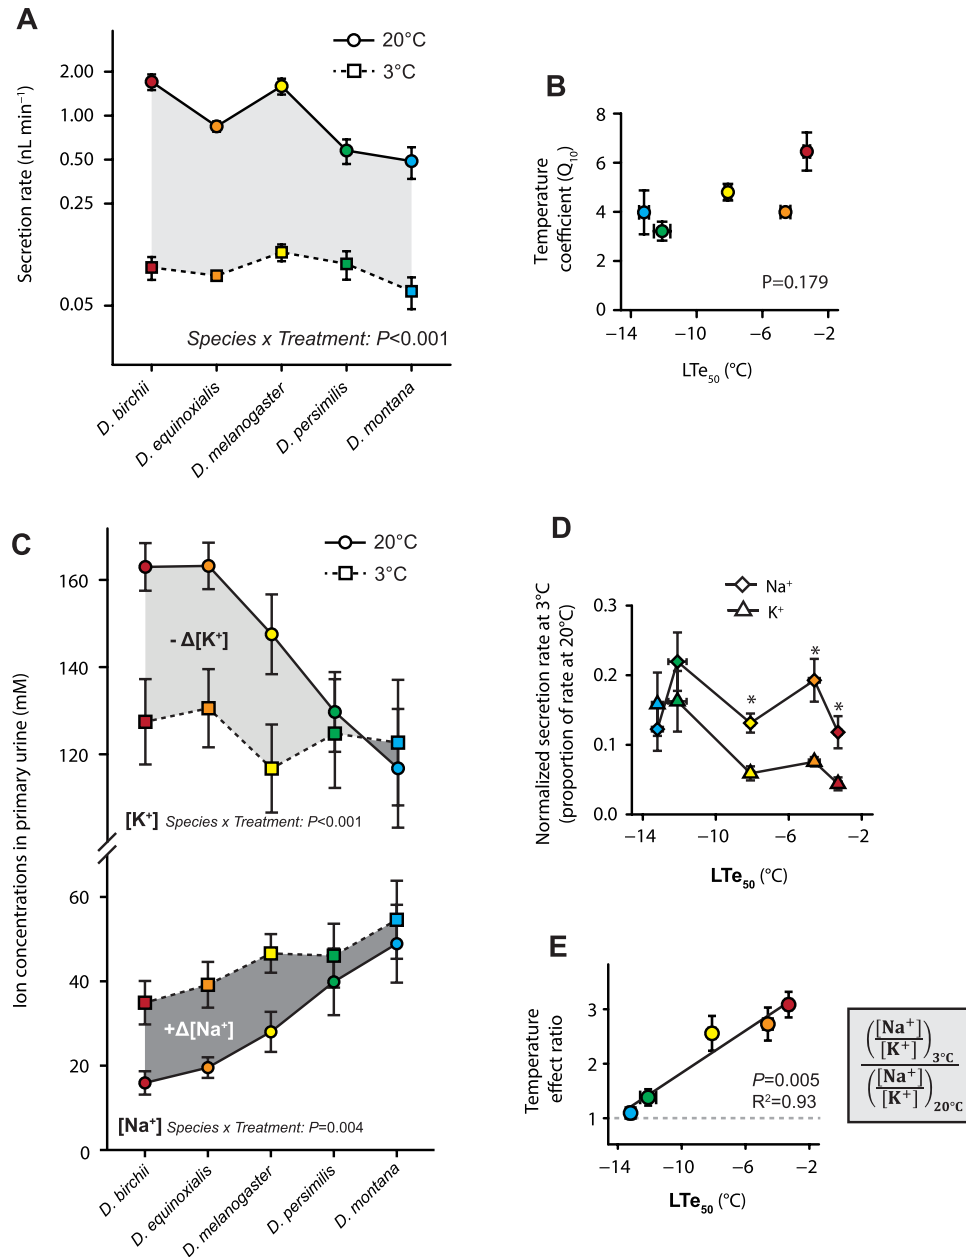 A
20°C
3°C
2.00
1.00
0.50
0.25
0.05
Secretion rate (nL min⁻¹)
Species x Treatment: P<0.001
D. birchii
D. equinoxialis
D. melanogaster
D. persimilis
D. montana
B
8
6
4
2
0
Temperature
coefficient (Q₁₀)
P=0.179
−14
−10
−6
−2
LTe₅₀ (°C)
C
20°C
3°C
160
140
120
- Δ[K⁺]
[K⁺] Species x Treatment: P<0.001
Ion concentrations in primary urine (mM)
60
40
20
0
+Δ[Na⁺]
[Na⁺] Species x Treatment: P=0.004
D. birchii
D. equinoxialis
D. melanogaster
D. persimilis
D. montana
D
Na⁺
K⁺
0.3
0.2
0.1
0.0
Normalized secretion rate at 3°C
(proportion of rate at 20°C)
*
*
*
−14
−10
−6
−2
LTe₅₀ (°C)
E
3
2
1
Temperature
effect ratio
P=0.005
R²=0.93
−14
−10
−6
−2
LTe₅₀ (°C)
([Na⁺]
[K⁺])3°C
([Na⁺]
[K⁺])20°C